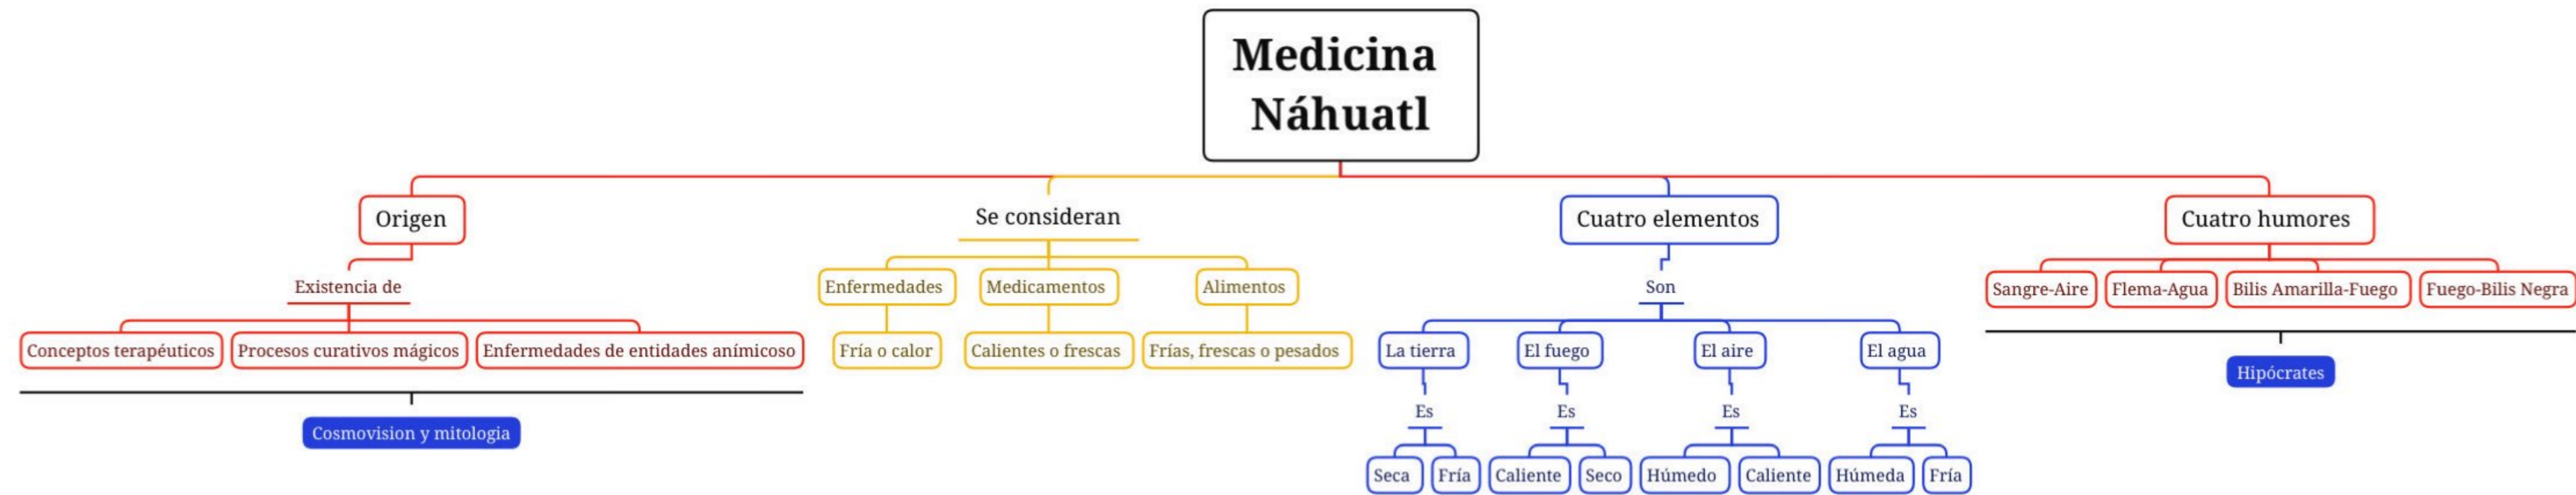 Medicina
Náhuatl
Origen
Se consideran
Cuatro elementos
Cuatro humores
Existencia de
Enfermedades
Medicamentos
Alimentos
Son
Sangre-Aire
Flema-Agua
Bilis Amarilla-Fuego
Fuego-Bilis Negra
Conceptos terapéuticos
Procesos curativos mágicos
Enfermedades de entidades anímicoso
Fría o calor
Calientes o frescas
Frías, frescas o pesados
La tierra
El fuego
El aire
El agua
Hipócrates
Es
Es
Es
Es
Cosmovision y mitologia
Seca
Fría
Caliente
Seco
Húmedo
Caliente
Húmeda
Fría